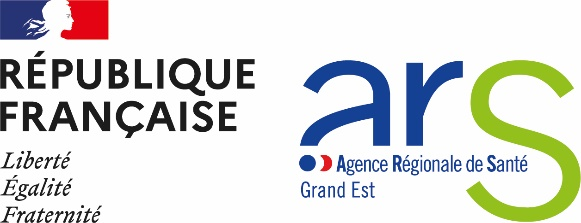 RÉPUBLIQUE
FRANÇAISE
Liberté
Égalité
Fraternité
ars
Agence Régionale de Santé
Grand Est